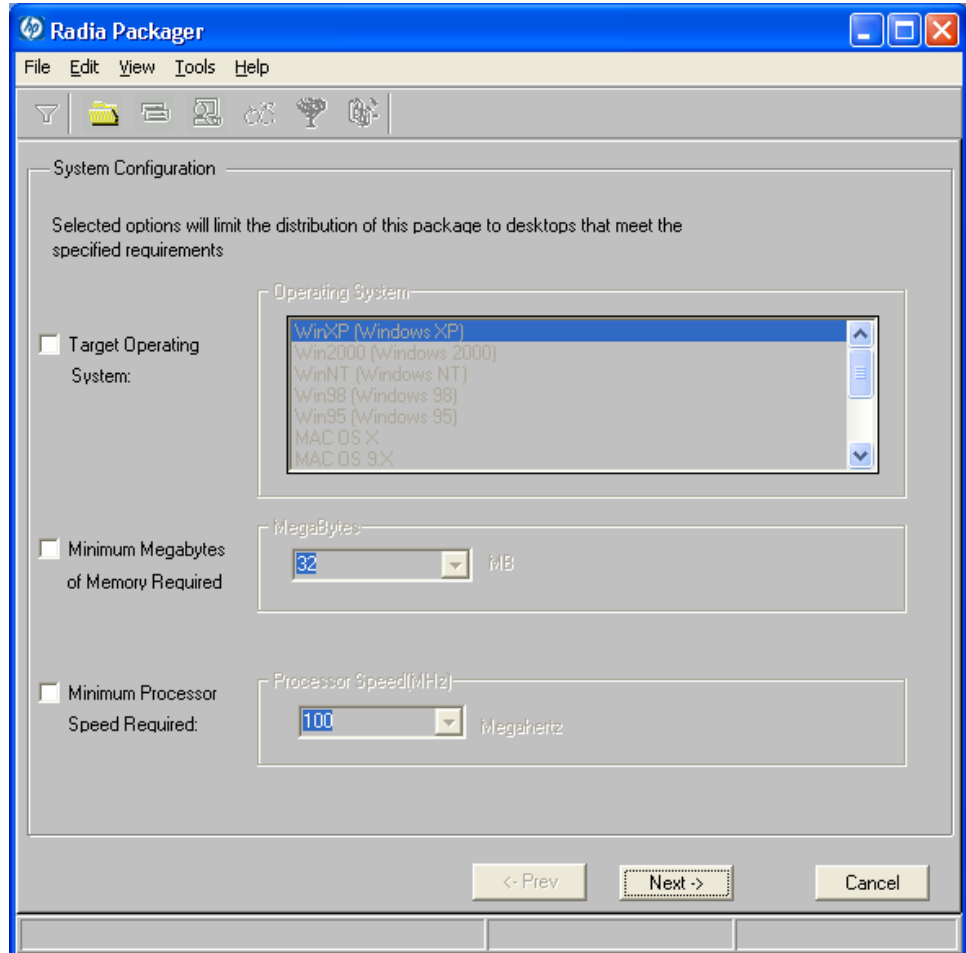 hp Radia Packager
File Edit View Tools Help
System Configuration
Selected options will limit the distribution of this package to desktops that meet the
specified requirements
Operating System
Target Operating
System:
WinXP (Windows XP)
Win2000 (Windows 2000)
WinNT (Windows NT)
Win98 (Windows 98)
Win95 (Windows 95)
MAC OS X
MAC OS 9.X
MegaBytes
Minimum Megabytes
of Memory Required
32 MB
Processor Speed(MHz)
Minimum Processor
Speed Required:
100 Megahertz
<- Prev Next -> Cancel